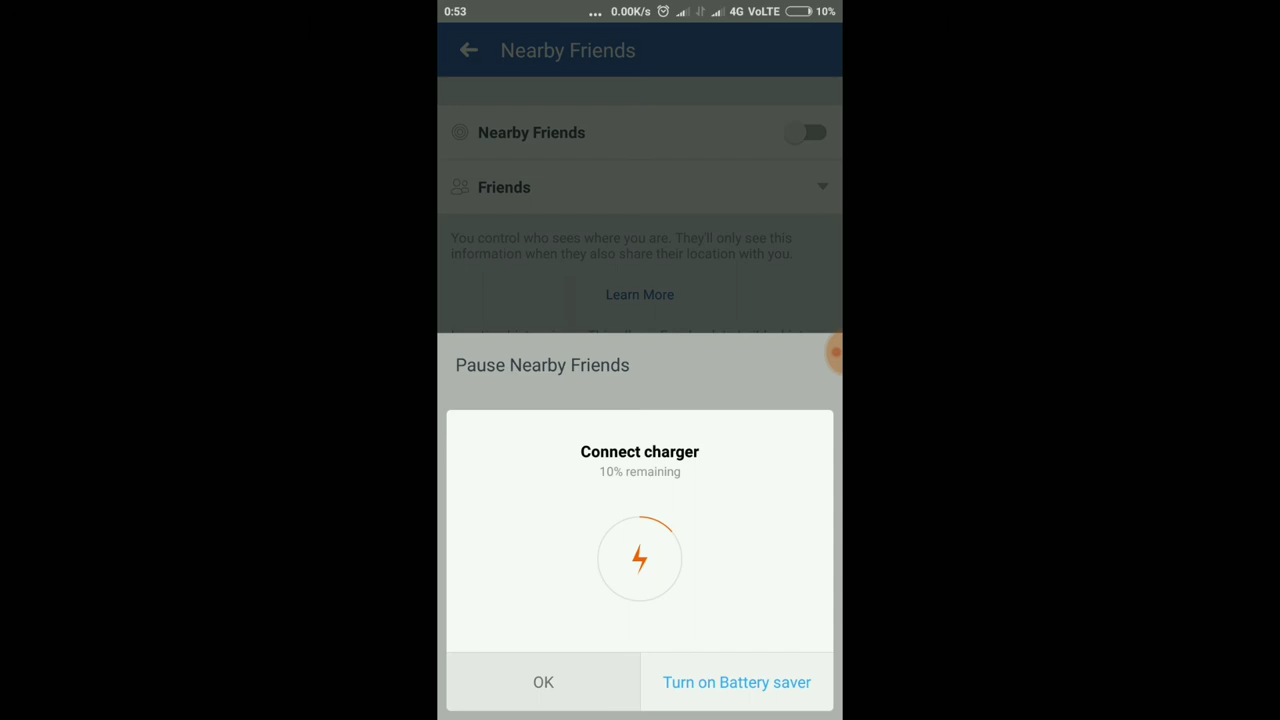 0:53 ... 0.00K/s 4G VoLTE 10%
Nearby Friends
Nearby Friends
Friends
You control who sees where you are. They'll only see this
information when they also share their location with you.
Learn More
Pause Nearby Friends
Connect charger
10% remaining
OK Turn on Battery saver